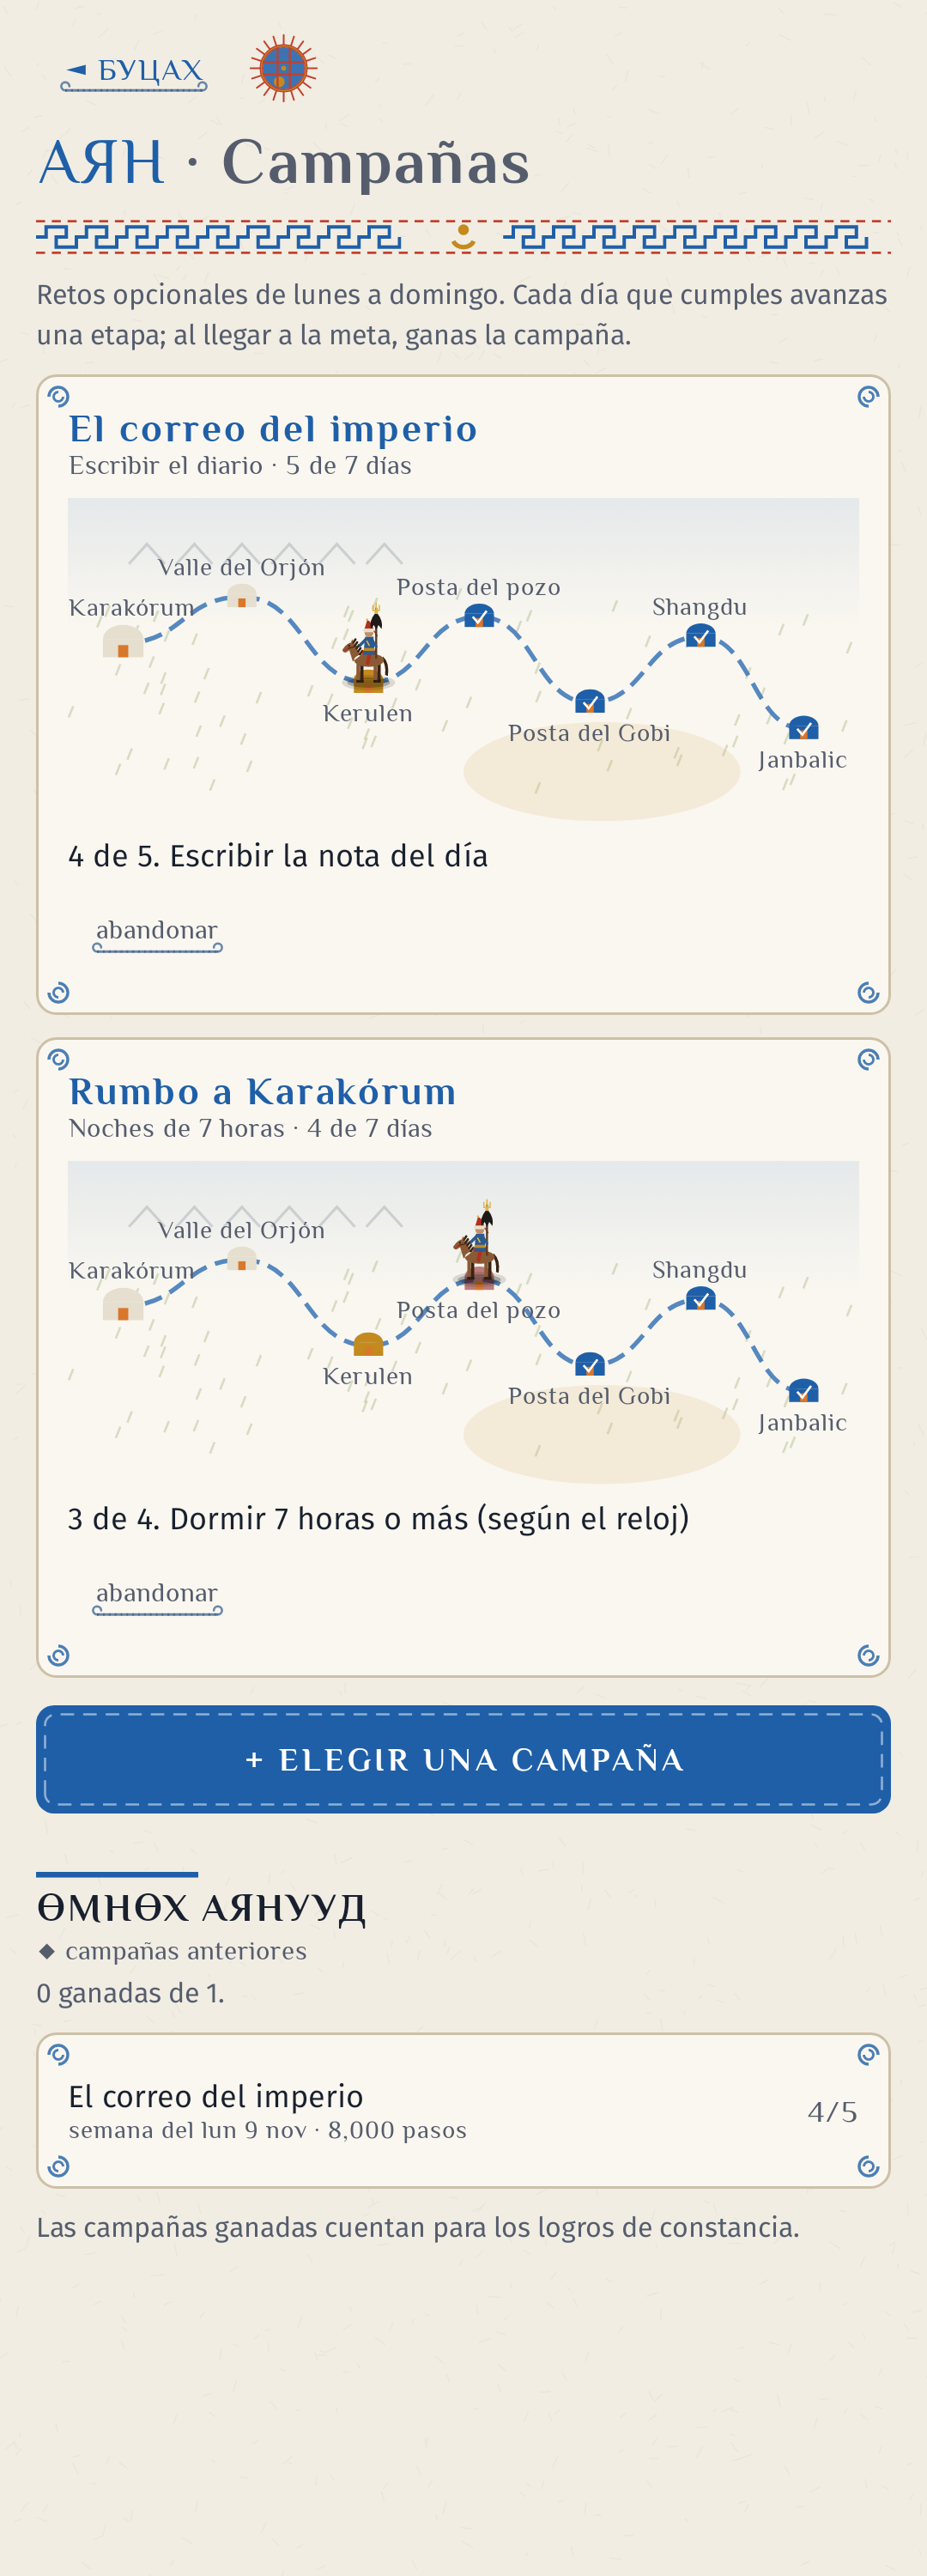 ◄ БУЦАХ
АЯН · Campañas
Retos opcionales de lunes a domingo. Cada día que cumples avanzas
una etapa; al llegar a la meta, ganas la campaña.
El correo del imperio
Escribir el diario · 5 de 7 días
Valle del Orjón
Posta del pozo
Karakórum
Shangdu
Kerulen
Posta del Gobi
Janbalic
4 de 5. Escribir la nota del día
abandonar
Rumbo a Karakórum
Noches de 7 horas · 4 de 7 días
Valle del Orjón
Karakórum
Shangdu
Posta del pozo
Kerulen
Posta del Gobi
Janbalic
3 de 4. Dormir 7 horas o más (según el reloj)
abandonar
+ ELEGIR UNA CAMPAÑA
ӨМНӨХ АЯНУУД
◆ campañas anteriores
0 ganadas de 1.
El correo del imperio
semana del lun 9 nov · 8,000 pasos
4/5
Las campañas ganadas cuentan para los logros de constancia.